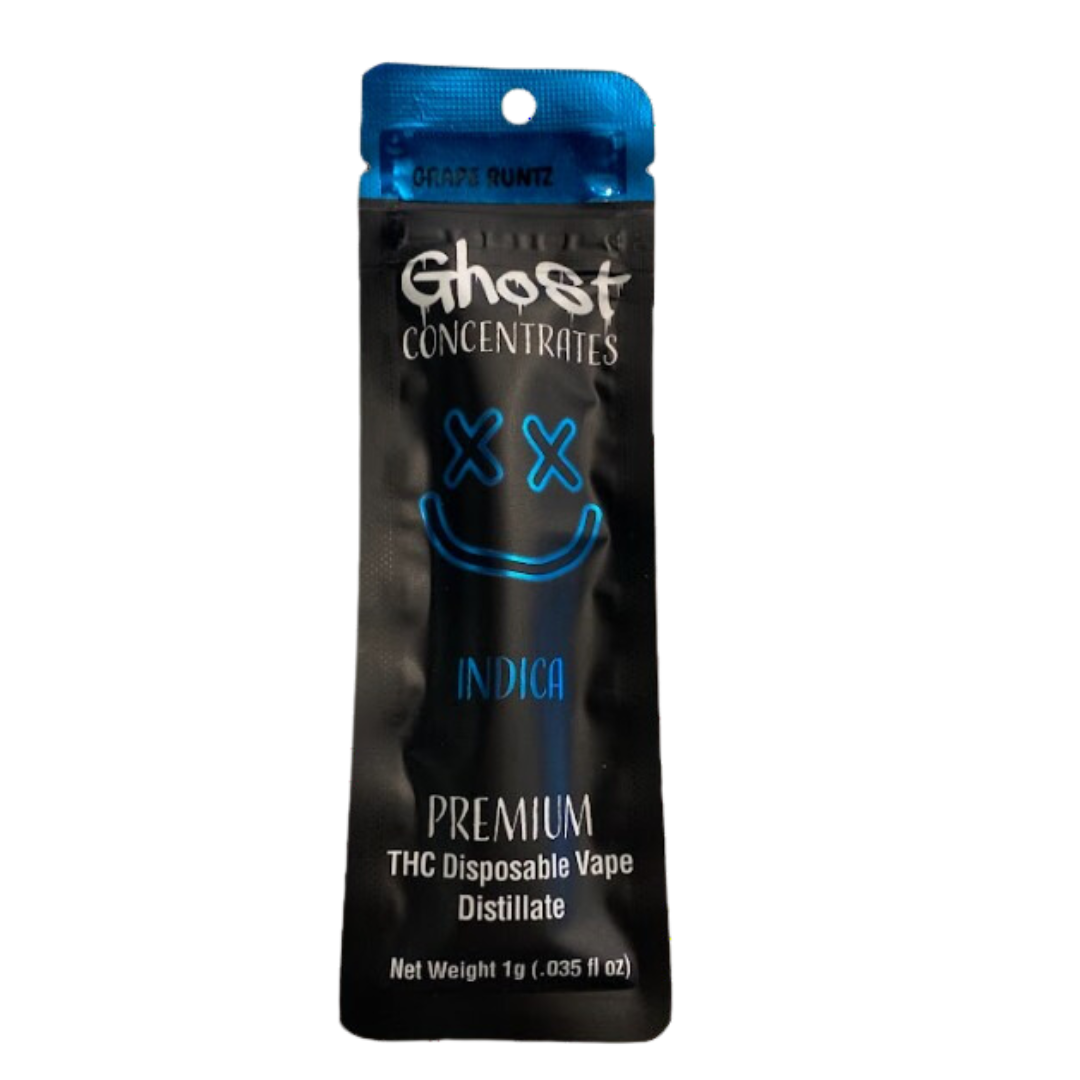 GRAPE RUNTZ
Ghost
CONCENTRATES
INDICA
PREMIUM
THC Disposable Vape
Distillate
Net Weight 1g (.035 fl oz)